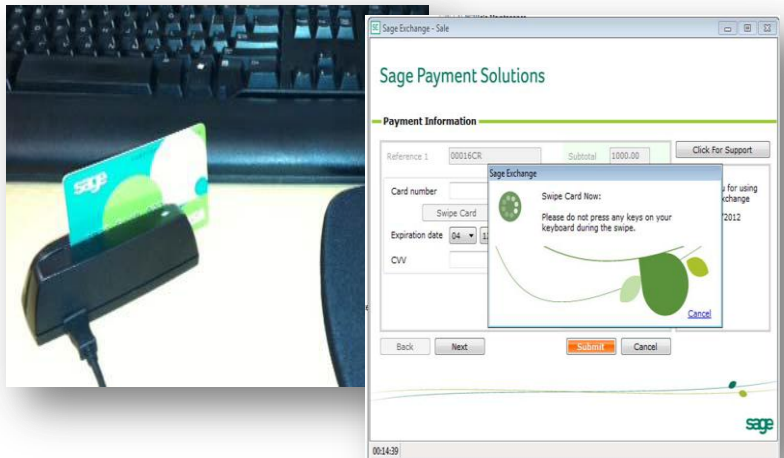 sage
Sage Exchange - Sale
Sage Payment Solutions
Payment Information
Reference 1 00016CR Subtotal 1000.00 Click For Support
Sage Exchange
Card number
Swipe Card Now:
for using
Swipe Card
Please do not press any keys on your
keyboard during the swipe.
/2012
Expiration date 04
CVV
Cancel
Back Next Submit Cancel
sage
00:14:39